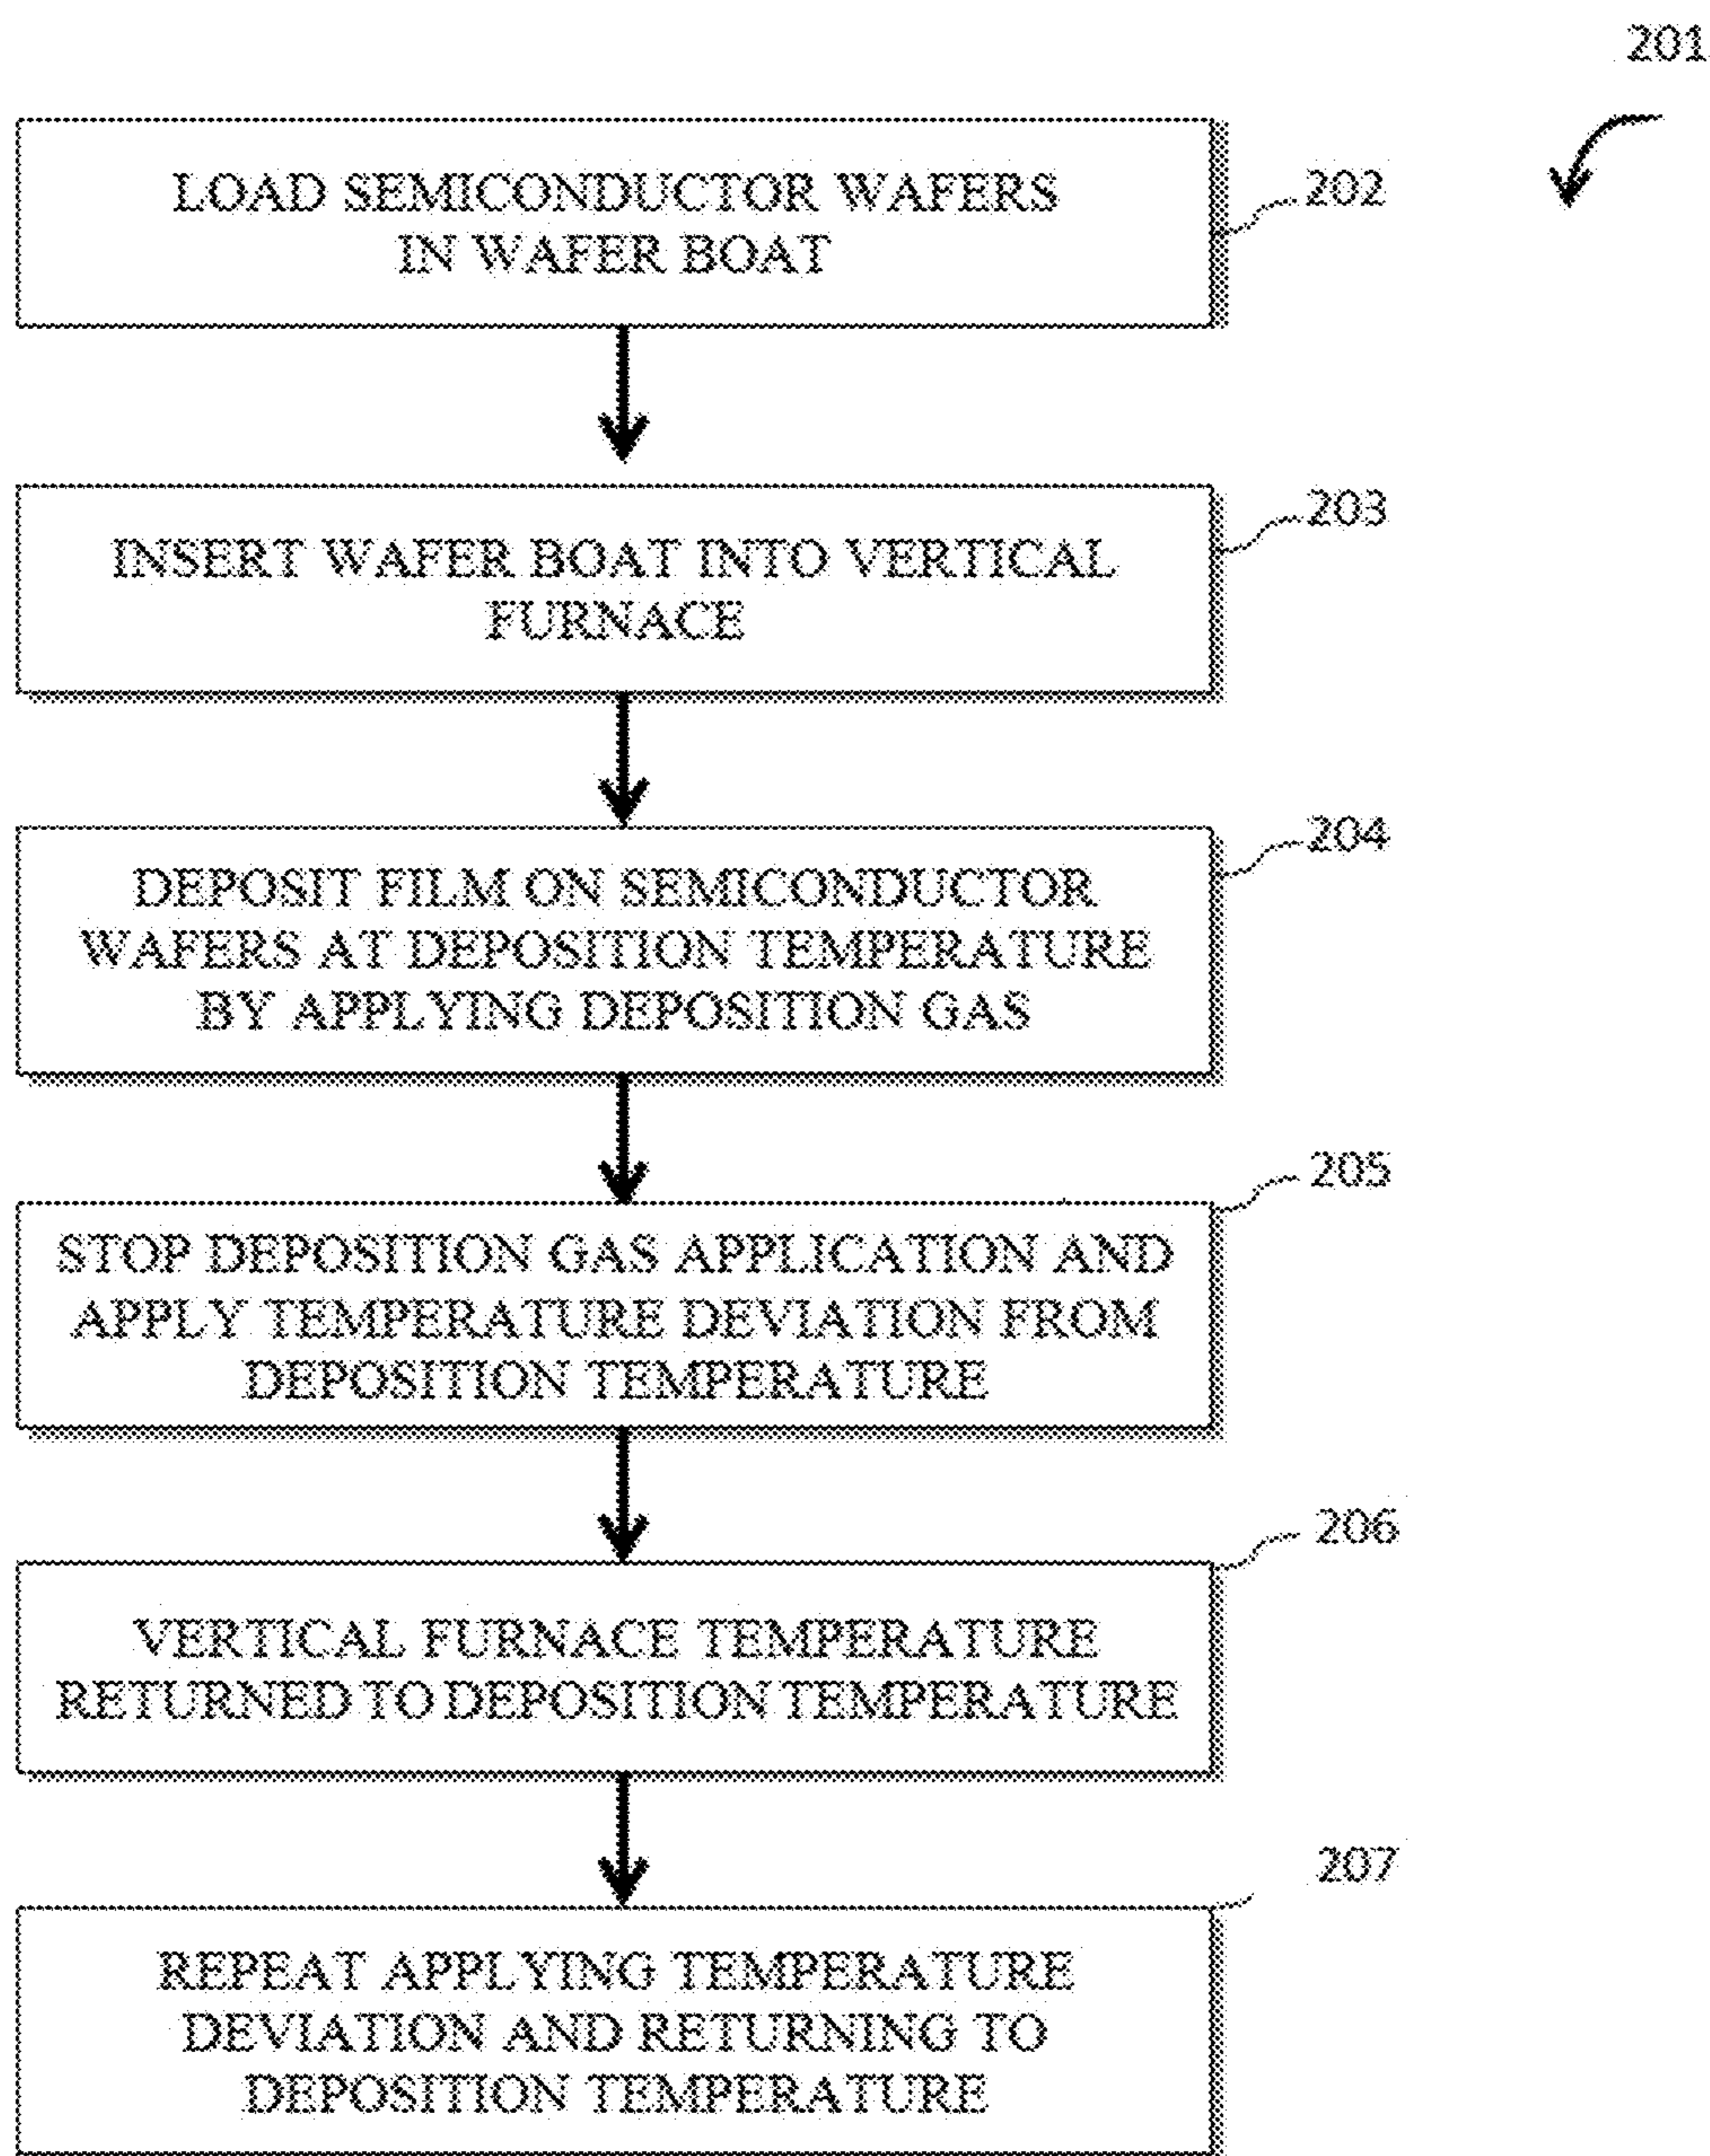 201
LOAD SEMICONDUCTOR WAFERS
IN WAFER BOAT
202
INSERT WAFER BOAT INTO VERTICAL
FURNACE
203
DEPOSIT FILM ON SEMICONDUCTOR
WAFERS AT DEPOSITION TEMPERATURE
BY APPLYING DEPOSITION GAS
204
STOP DEPOSITION GAS APPLICATION AND
APPLY TEMPERATURE DEVIATION FROM
DEPOSITION TEMPERATURE
205
VERTICAL FURNACE TEMPERATURE
RETURNED TO DEPOSITION TEMPERATURE
206
REPEAT APPLYING TEMPERATURE
DEVIATION AND RETURNING TO
DEPOSITION TEMPERATURE
207